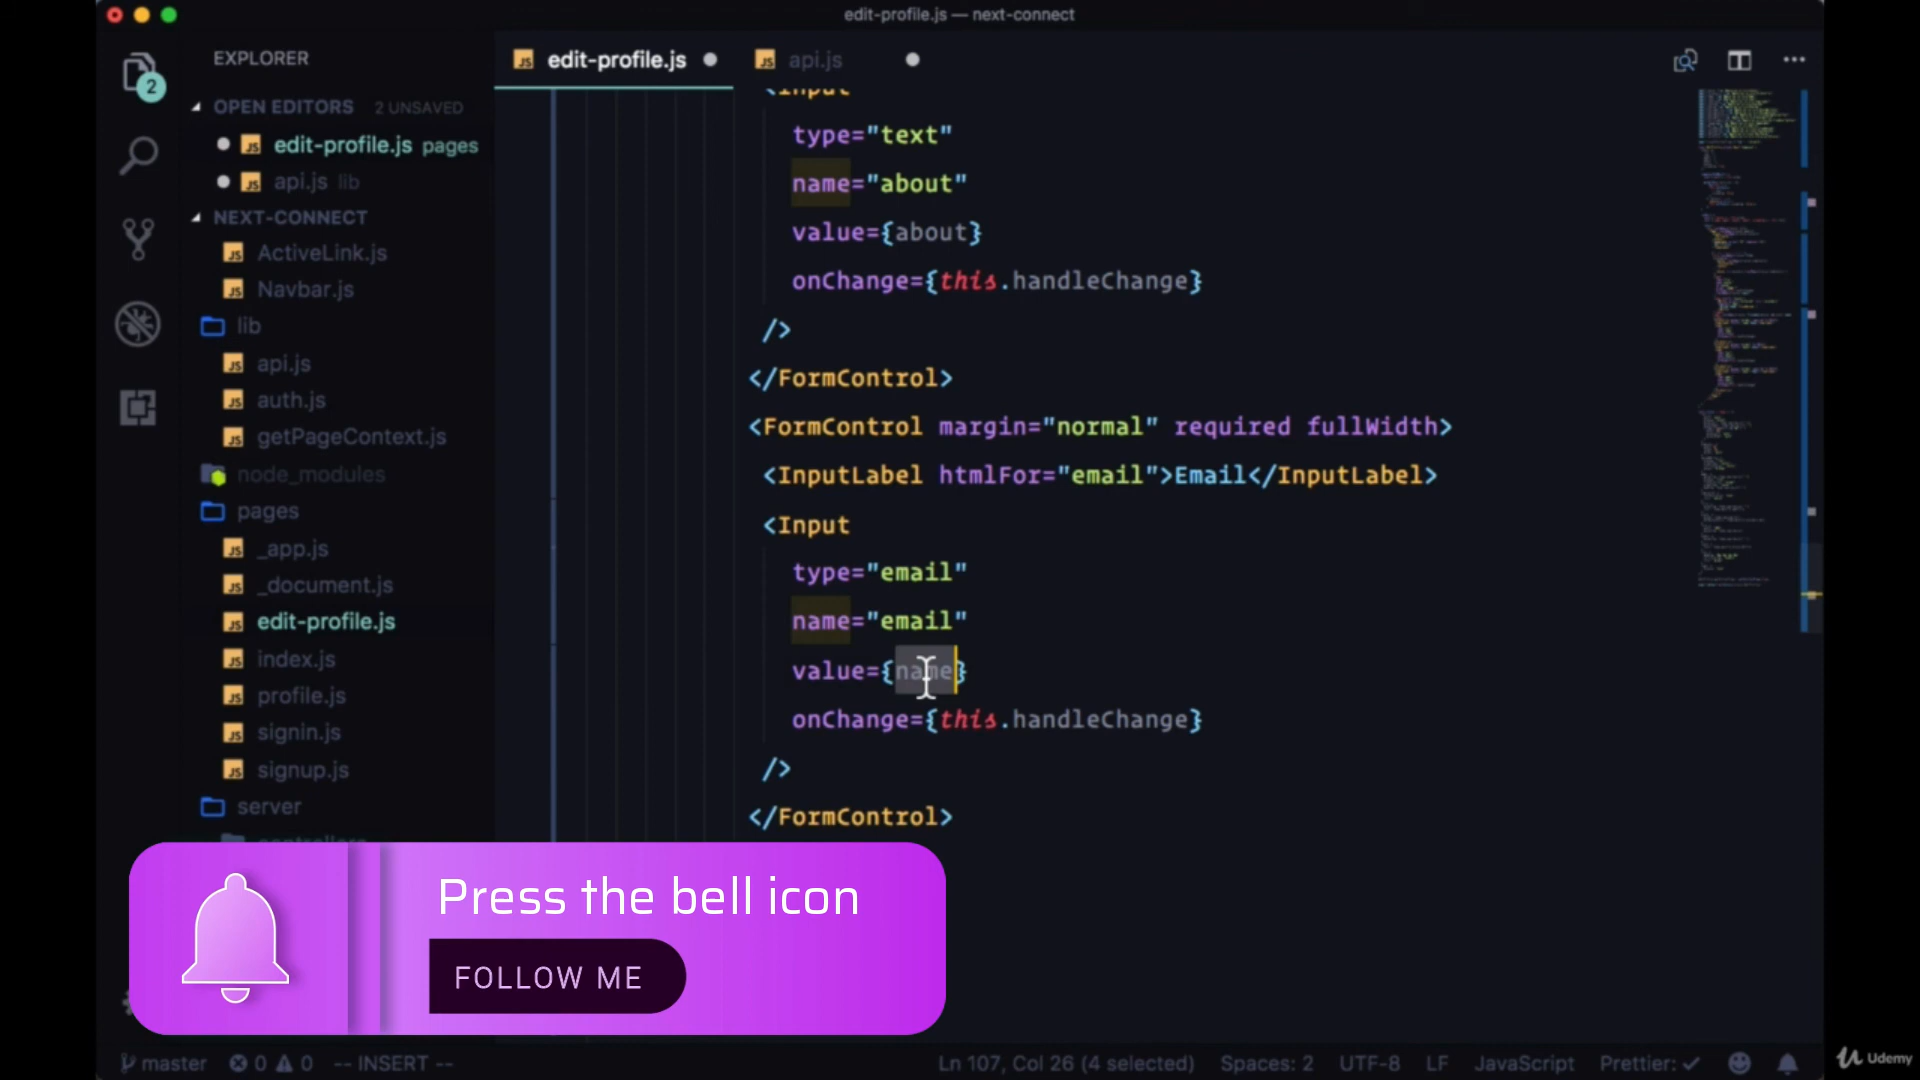 edit-profile.js — next-connect
EXPLORER
OPEN EDITORS 2 UNSAVED
edit-profile.js pages
api.js lib
NEXT-CONNECT
ActiveLink.js
Navbar.js
lib
api.js
auth.js
getPageContext.js
node_modules
pages
_app.js
_document.js
edit-profile.js
index.js
profile.js
signin.js
signup.js
server
controllers
2
edit-profile.js
api.js
<Input
type="text"
name="about"
value={about}
onChange={this.handleChange}
/>
</FormControl>
<FormControl margin="normal" required fullWidth>
<InputLabel htmlFor="email">Email</InputLabel>
<Input
type="email"
name="email"
value={name}
onChange={this.handleChange}
/>
</FormControl>
Press the bell icon
FOLLOW ME
master 0 0 -- INSERT --
Ln 107, Col 26 (4 selected) Spaces: 2 UTF-8 LF JavaScript Prettier: ✓
Udemy